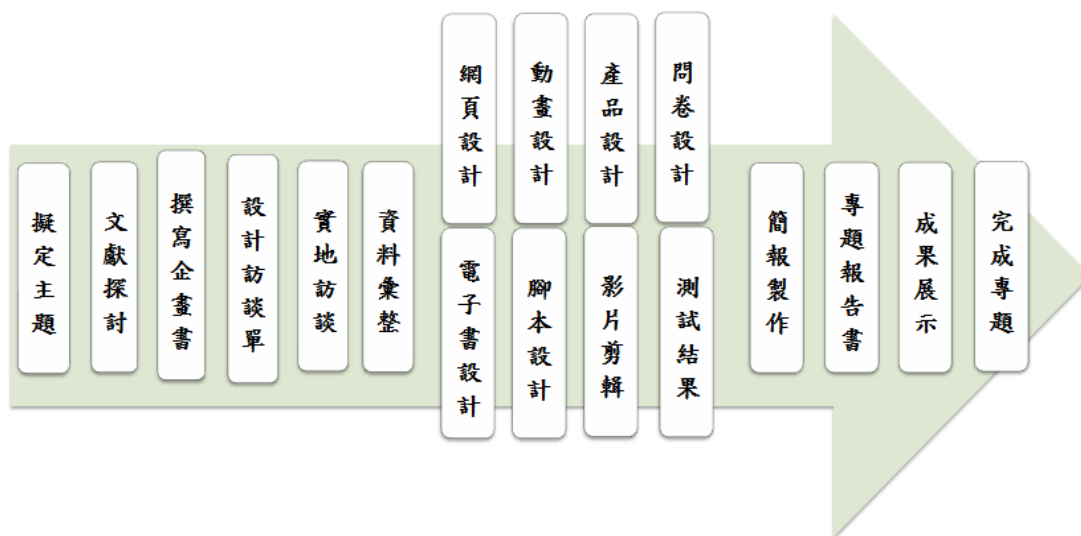 擬定主題
文獻探討
撰寫企畫書
設計訪談單
實地訪談
資料彙整
網頁設計
動畫設計
產品設計
問卷設計
電子書設計
腳本設計
影片剪輯
測試結果
簡報製作
專題報告書
成果展示
完成專題